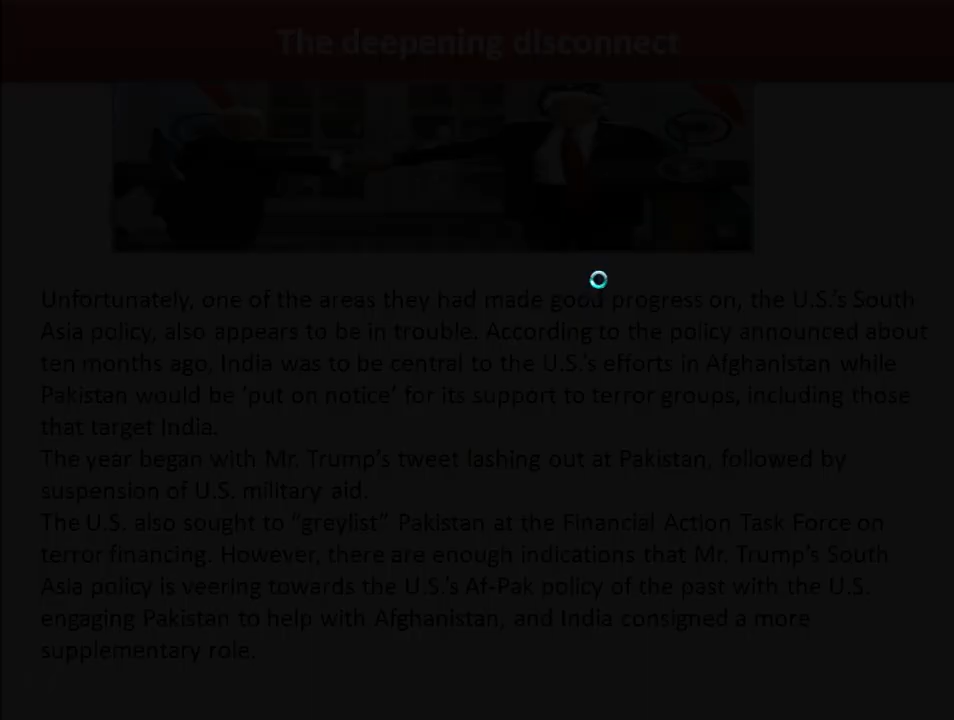 The deepening disconnect
Unfortunately, one of the areas they had made good progress on, the U.S.’s South
Asia policy, also appears to be in trouble. According to the policy announced about
ten months ago, India was to be central to the U.S.’s efforts in Afghanistan while
Pakistan would be ‘put on notice’ for its support to terror groups, including those
that target India.
The year began with Mr. Trump’s tweet lashing out at Pakistan, followed by
suspension of U.S. military aid.
The U.S. also sought to “greylist” Pakistan at the Financial Action Task Force on
terror financing. However, there are enough indications that Mr. Trump’s South
Asia policy is veering towards the U.S.’s Af-Pak policy of the past with the U.S.
engaging Pakistan to help with Afghanistan, and India consigned a more
supplementary role.